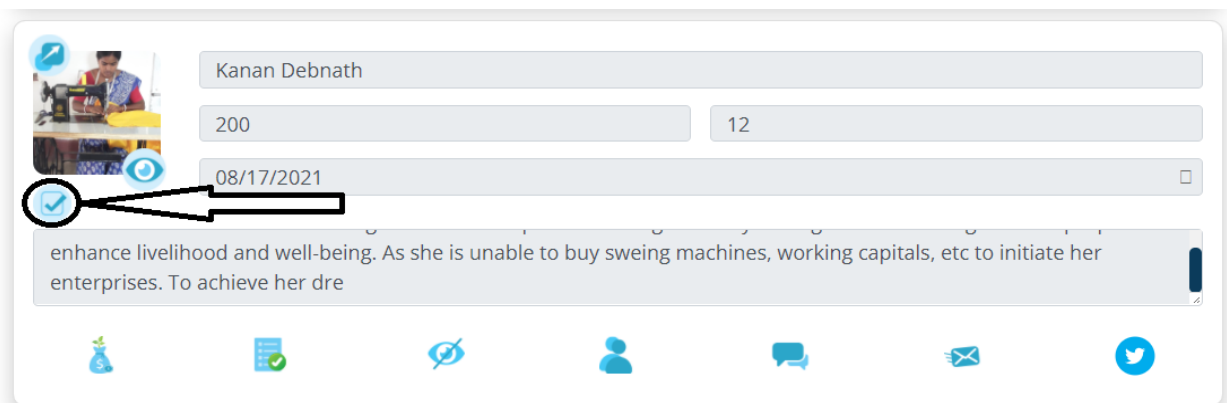 Kanan Debnath
200
12
08/17/2021
enhance livelihood and well-being. As she is unable to buy sweing machines, working capitals, etc to initiate her
enterprises. To achieve her dre